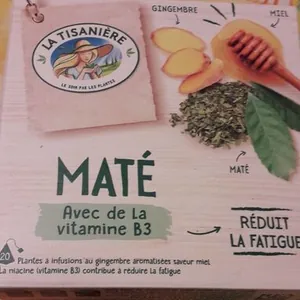 GINGEMBRE
MIEL
LA TISANIÈRE
LE SOIN PAR LES PLANTES
MATÉ
MATÉ
Avec de la
vitamine B3
RÉDUIT
LA FATIGUE
20
Plantes à infusions au gingembre aromatisées saveur miel
La niacine (vitamine B3) contribue à réduire la fatigue